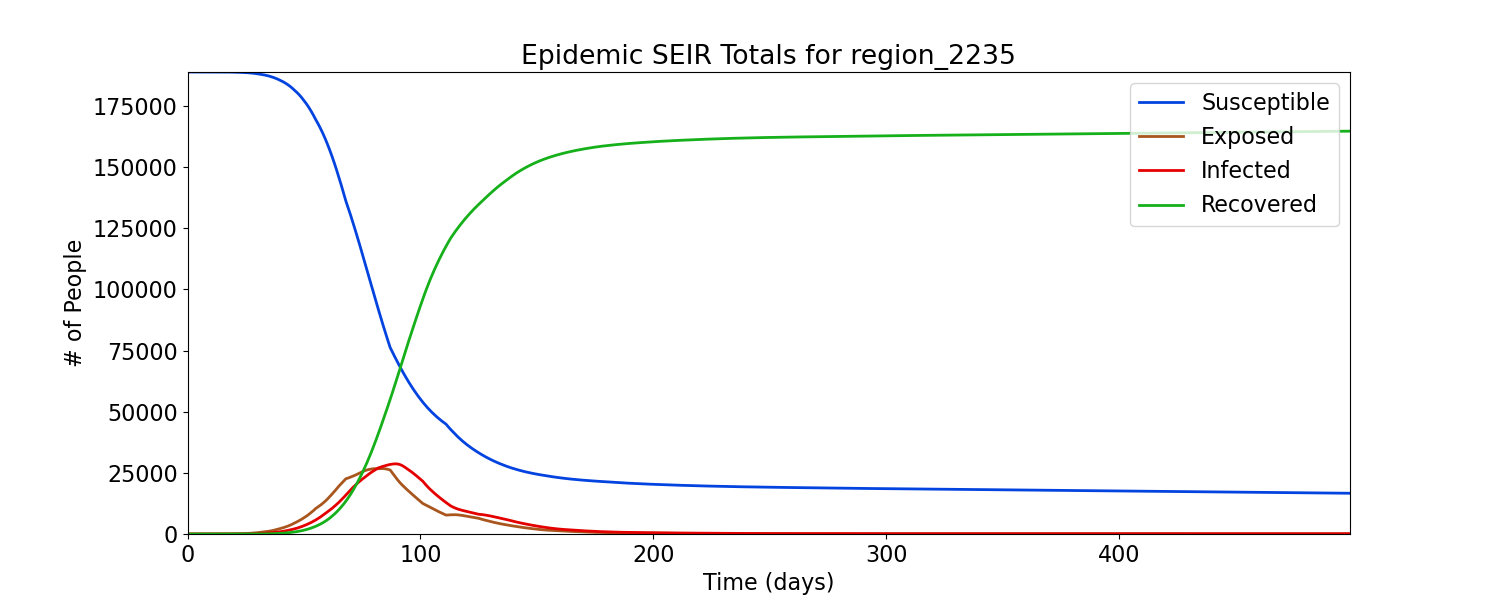 Epidemic SEIR Totals for region_2235
# of People
175000
150000
125000
100000
75000
50000
25000
0
0 100 200 300 400
Time (days)
Susceptible
Exposed
Infected
Recovered